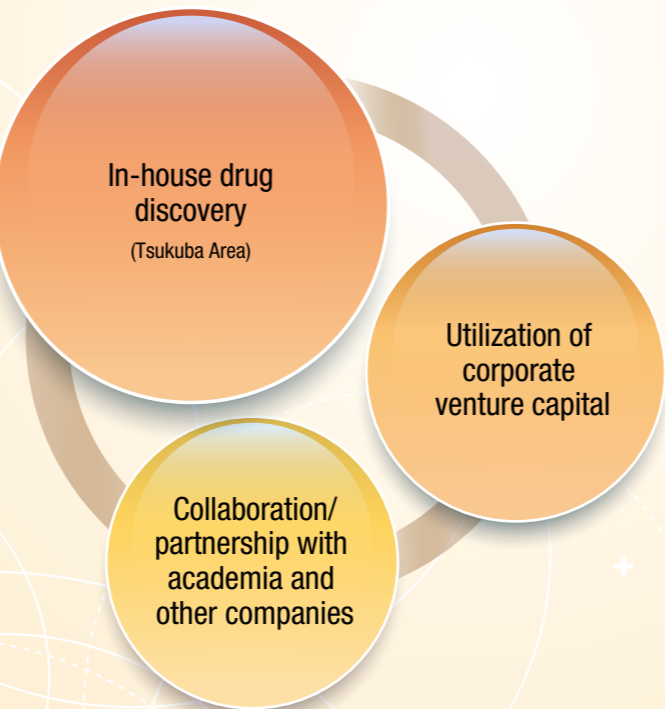 In-house drug
discovery
(Tsukuba Area)
Utilization of
corporate
venture capital
Collaboration/
partnership with
academia and
other companies